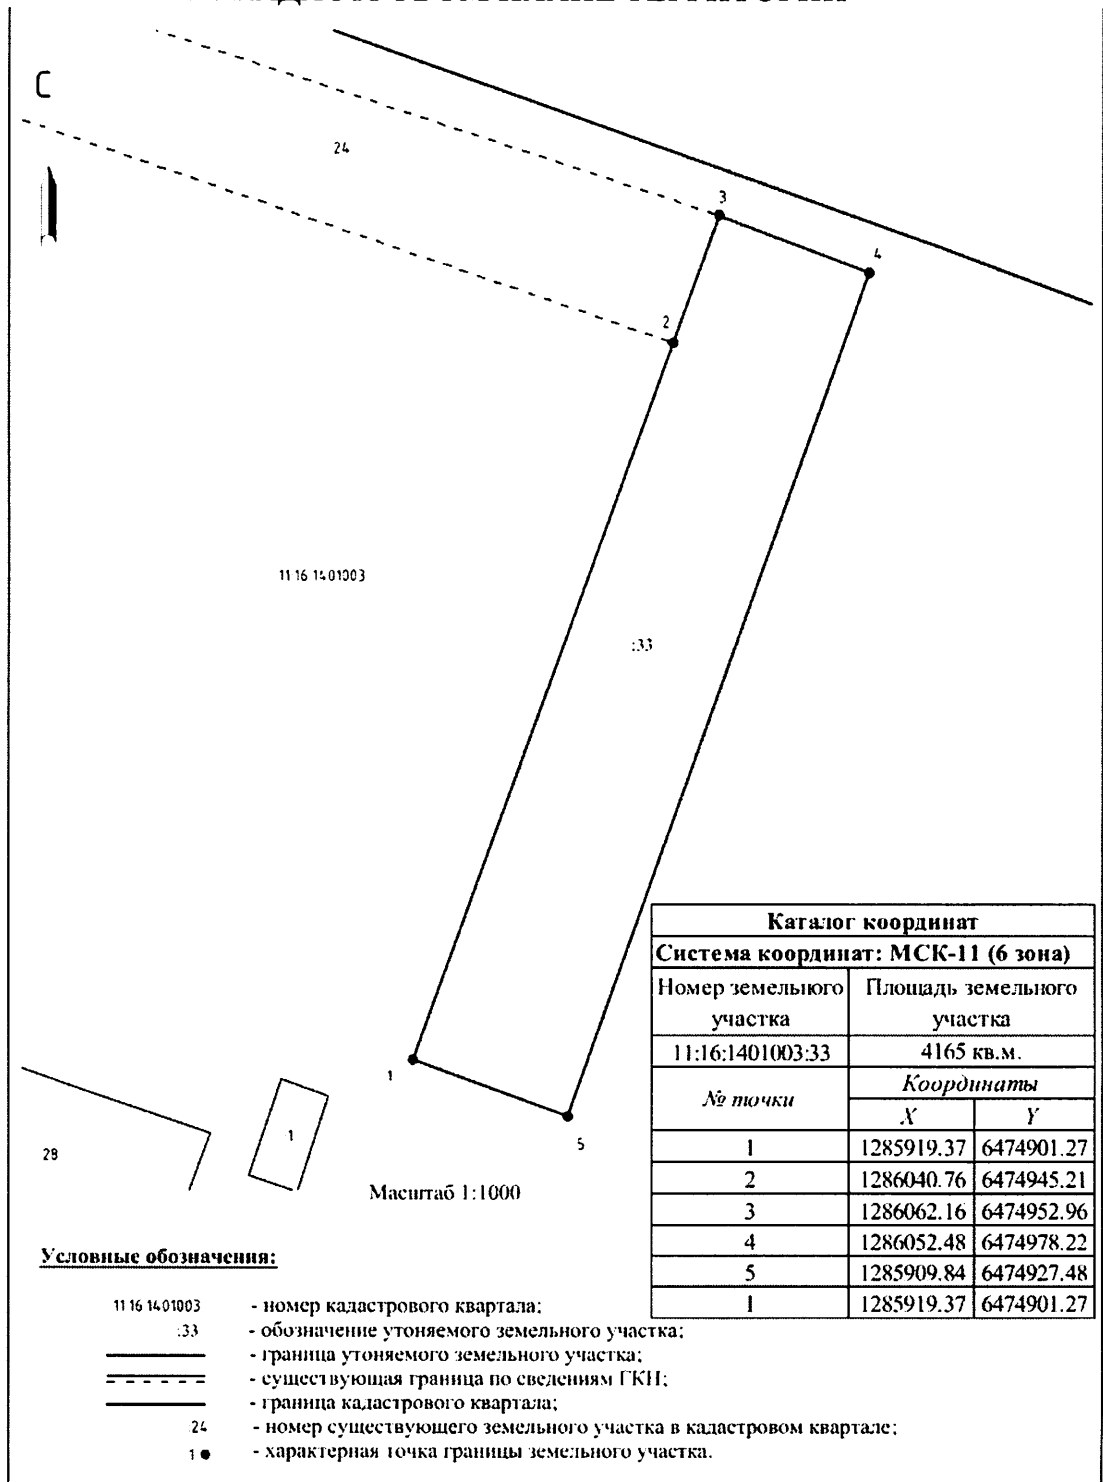 С
24
3
4
2
11 16 1401003
:33
1
5
1
28
Масштаб 1:1000
Каталог координат
Система координат: МСК-11 (6 зона)
Номер земельного участка Площадь земельного участка
11:16:1401003:33 4165 кв.м.
№ точки Координаты
X Y
1 1285919.37 6474901.27
2 1286040.76 6474945.21
3 1286062.16 6474952.96
4 1286052.48 6474978.22
5 1285909.84 6474927.48
1 1285919.37 6474901.27
Условные обозначения:
11 16 1401003 - номер кадастрового квартала;
:33 - обозначение утоняемого земельного участка;
- граница утоняемого земельного участка;
- существующая граница по сведениям ГКН;
- граница кадастрового квартала;
24 - номер существующего земельного участка в кадастровом квартале;
1 - характерная точка границы земельного участка.